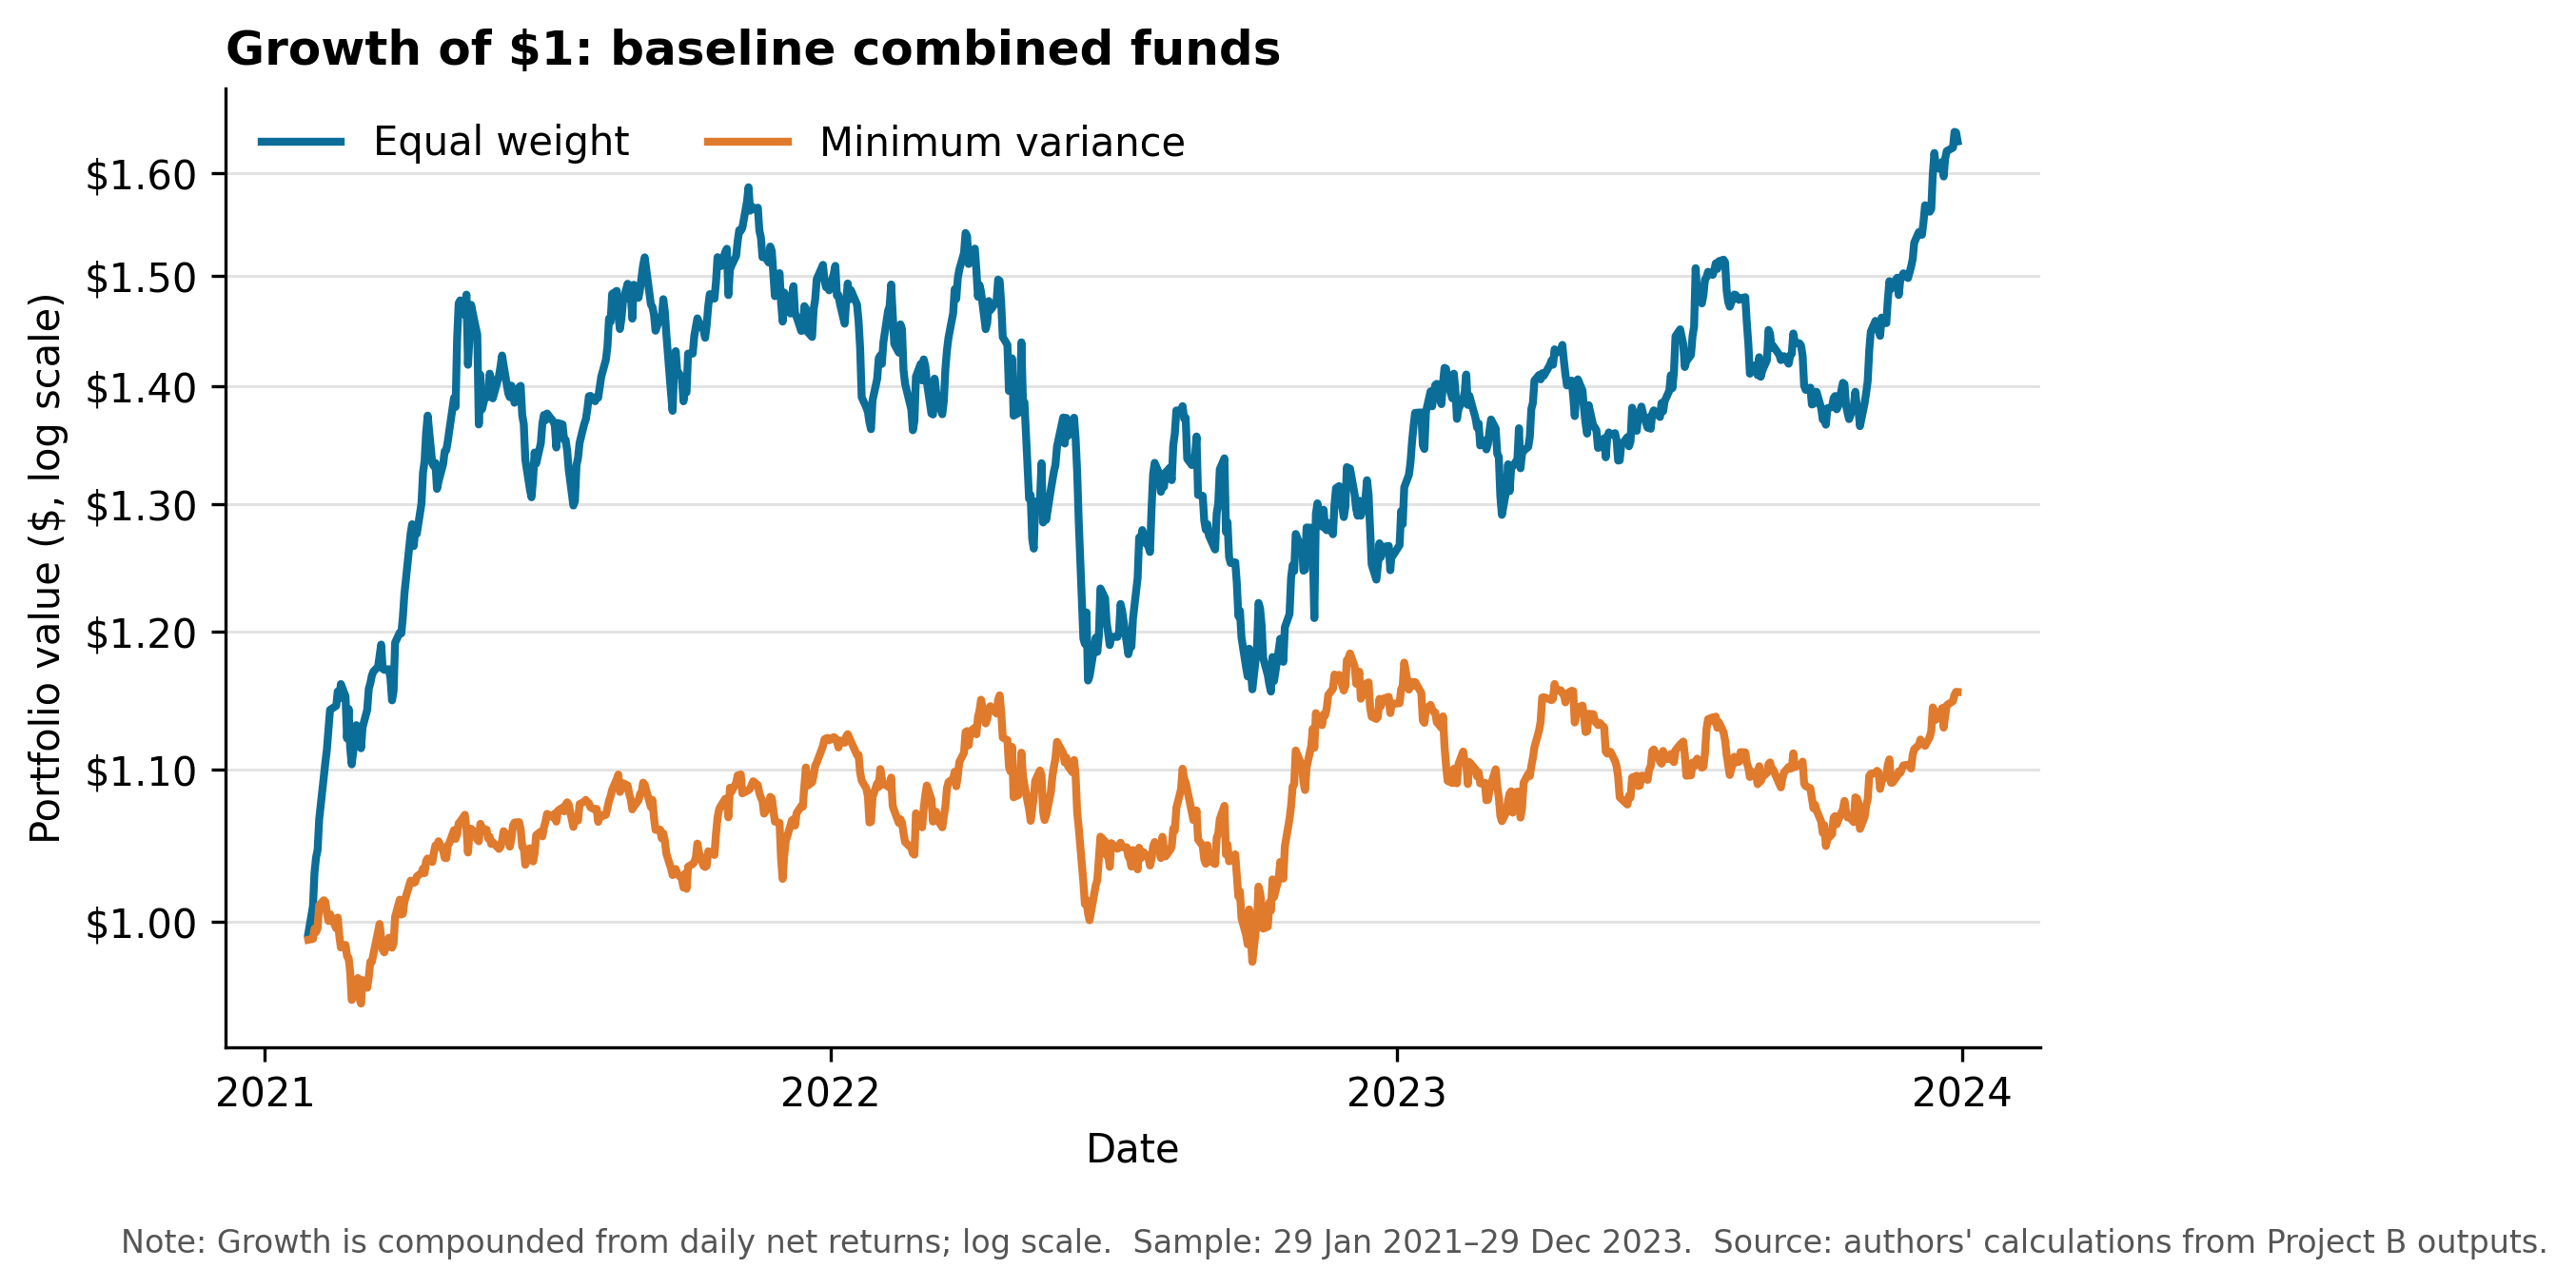 Growth of $1: baseline combined funds
Equal weight
Minimum variance
Portfolio value ($, log scale)
$1.60
$1.50
$1.40
$1.30
$1.20
$1.10
$1.00
2021 2022 2023 2024
Date
Note: Growth is compounded from daily net returns; log scale.  Sample: 29 Jan 2021–29 Dec 2023.  Source: authors' calculations from Project B outputs.